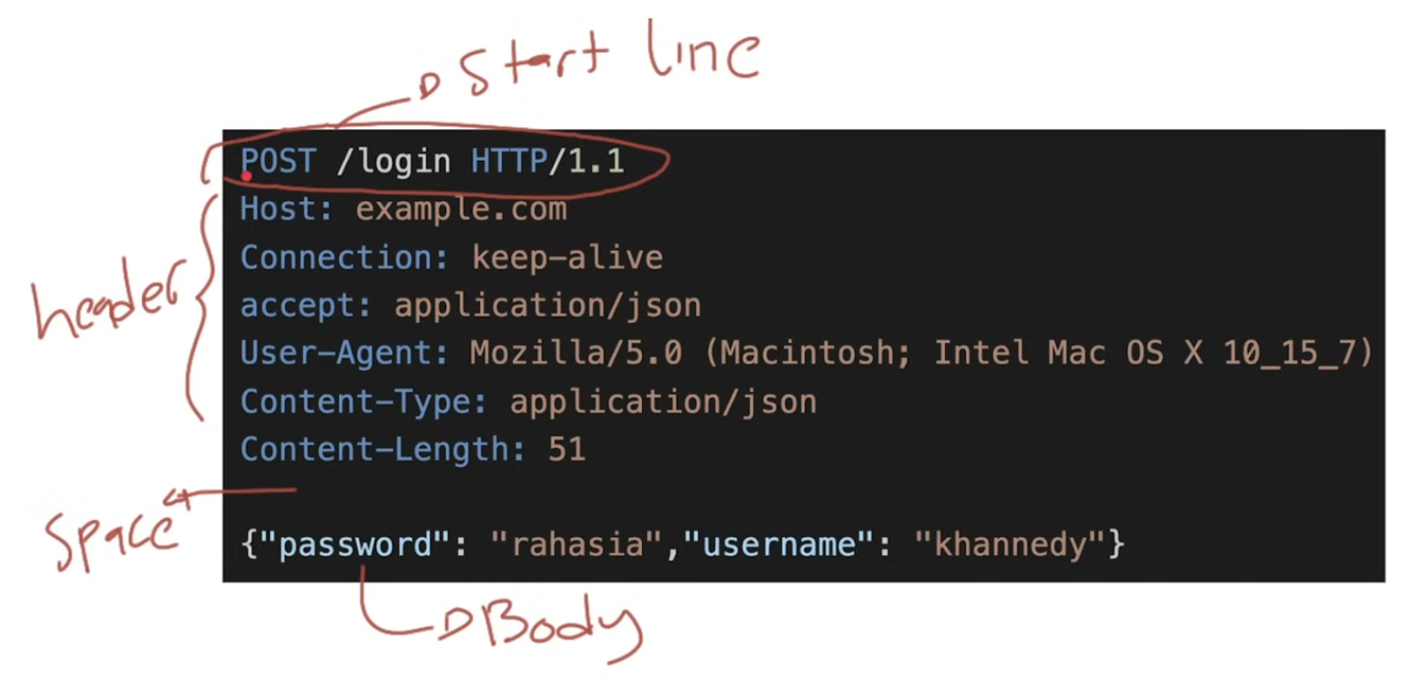 Start line
POST /login HTTP/1.1
Host: example.com
Connection: keep-alive
header
accept: application/json
User-Agent: Mozilla/5.0 (Macintosh; Intel Mac OS X 10_15_7)
Content-Type: application/json
Content-Length: 51
Space
{"password": "rahasia","username": "khannedy"}
Body